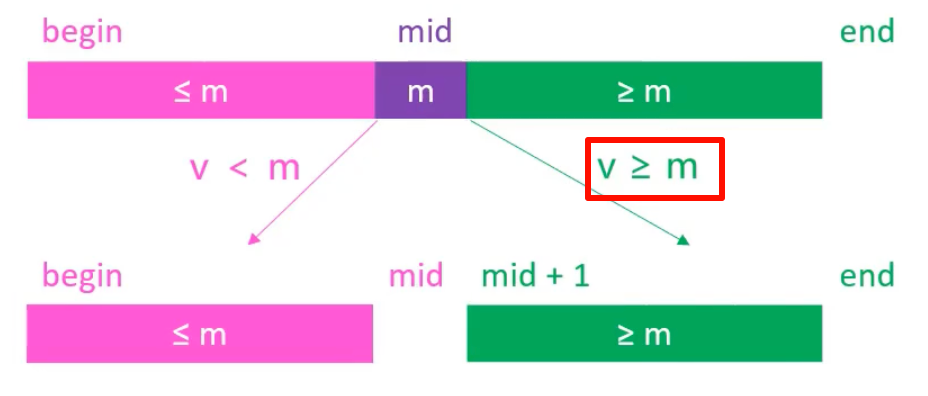 begin mid end
≤ m m ≥ m
v < m v ≥ m
begin mid mid + 1 end
≤ m ≥ m